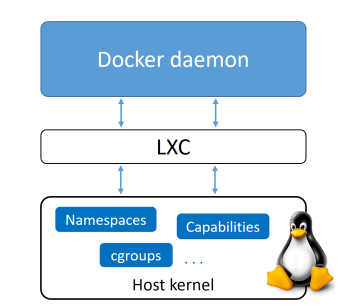 Docker daemon
LXC
Namespaces
Capabilities
cgroups
...
Host kernel